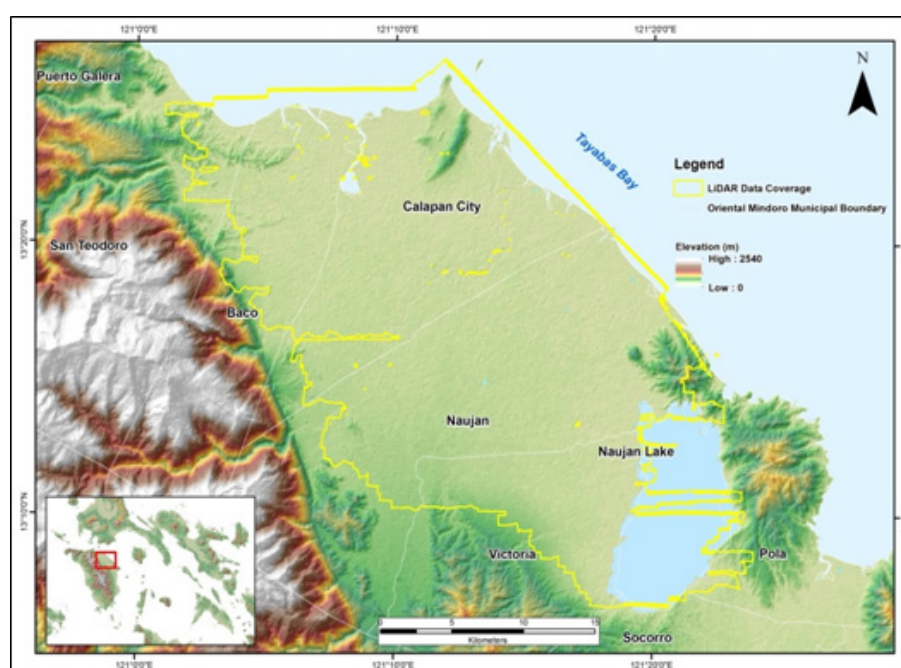 121°0'0"E
121°10'0"E
121°20'0"E
Puerto Galera
N
Tayabas Bay
Legend
LiDAR Data Coverage
Oriental Mindoro Municipal Boundary
Calapan City
13°20'0"N
San Teodoro
Elevation (m)
High : 2540
Low : 0
Baco
Naujan
Naujan Lake
13°10'0"N
Victoria
Pola
0 5 10 15
Kilometers
Socorro
121°0'0"E
121°10'0"E
121°20'0"E